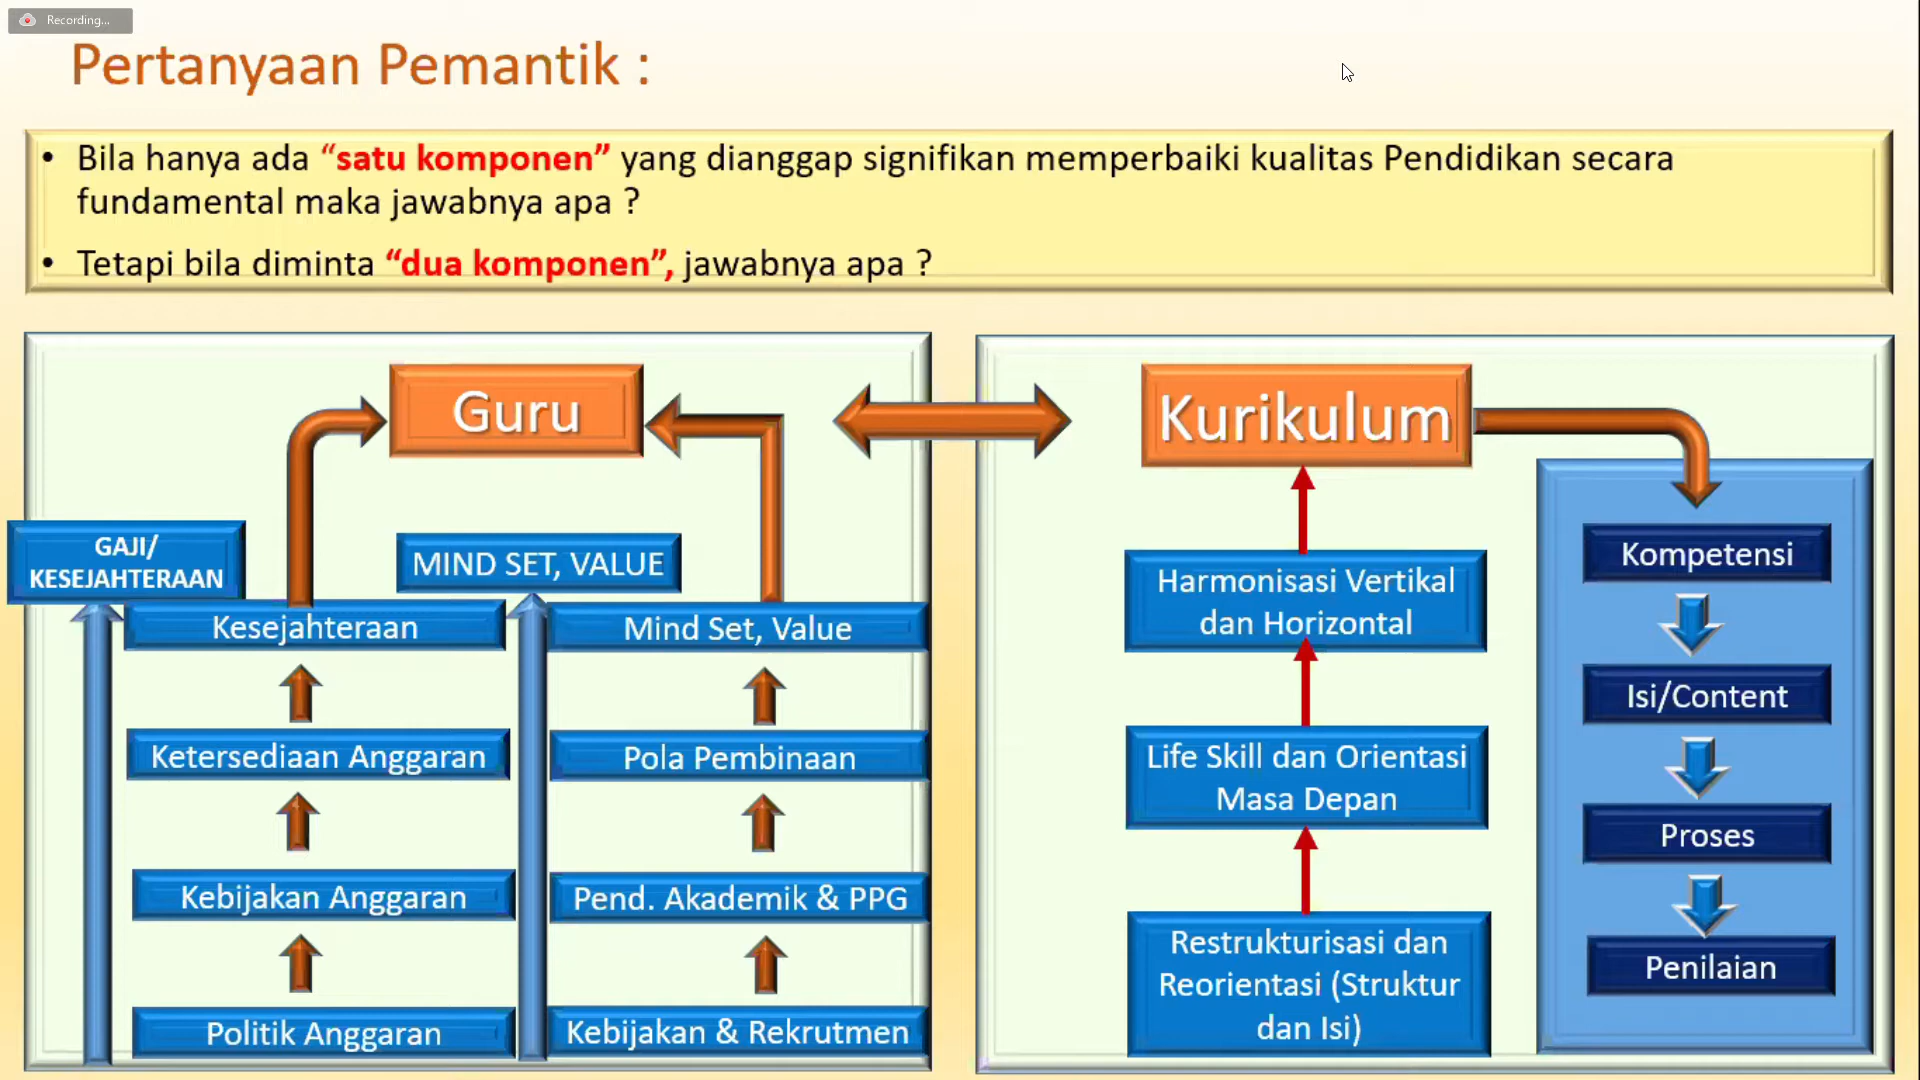 Recording...
Pertanyaan Pemantik :
• Bila hanya ada “satu komponen” yang dianggap signifikan memperbaiki kualitas Pendidikan secara
fundamental maka jawabnya apa ?
• Tetapi bila diminta “dua komponen”, jawabnya apa ?
Guru
GAJI/
KESEJAHTERAAN
MIND SET, VALUE
Kesejahteraan
Ketersediaan Anggaran
Kebijakan Anggaran
Politik Anggaran
Mind Set, Value
Pola Pembinaan
Pend. Akademik & PPG
Kebijakan & Rekrutmen
Kurikulum
Harmonisasi Vertikal
dan Horizontal
Life Skill dan Orientasi
Masa Depan
Restrukturisasi dan
Reorientasi (Struktur
dan Isi)
Kompetensi
Isi/Content
Proses
Penilaian